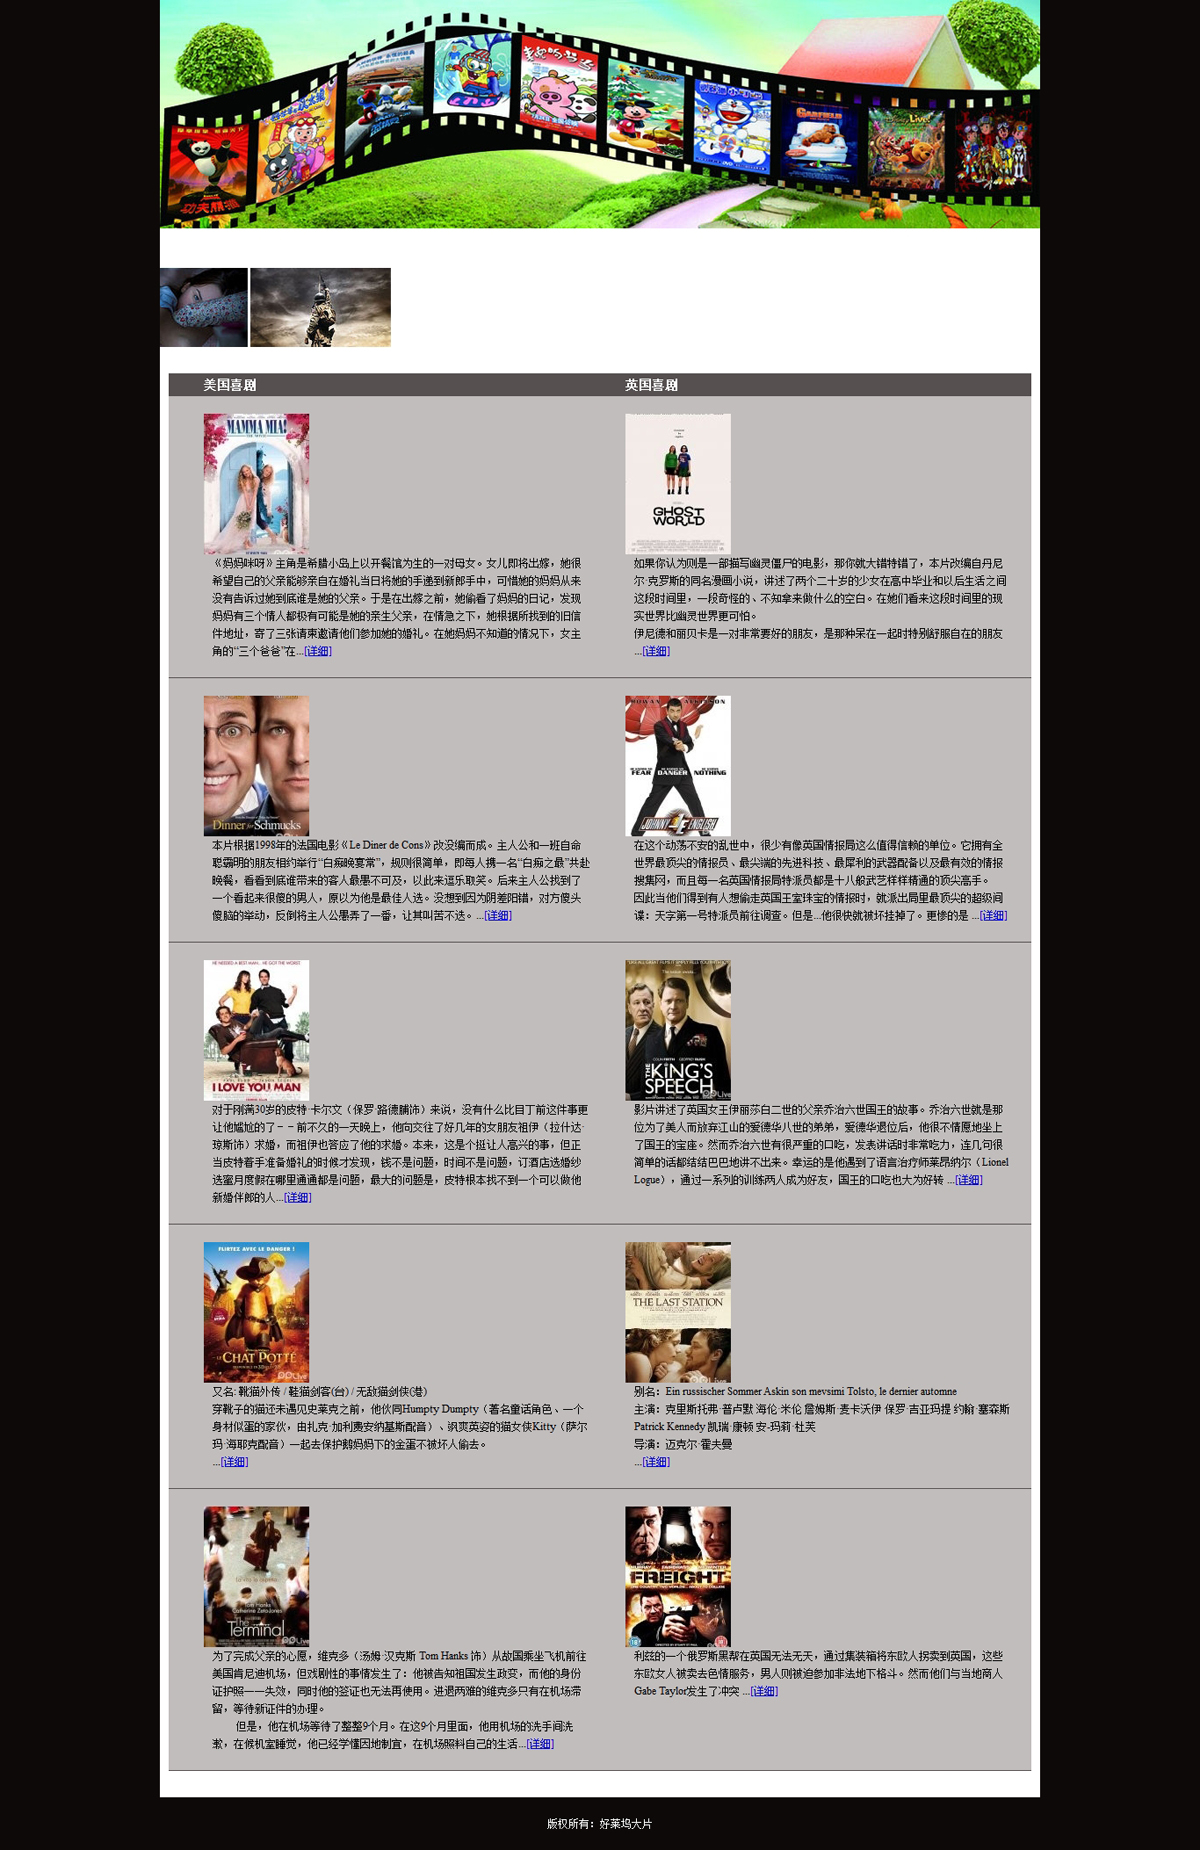 麦兜响当当
GARFIELD
Live!
功夫熊猫
美国喜剧
英国喜剧
MAMMA MIA!
GHOST
WORLD
《妈妈咪呀》主角是希腊小岛上以开餐馆为生的一对母女。女儿即将出嫁，她很
希望自己的父亲能够亲自在婚礼当日将她的手递到新郎手中，可惜她的妈妈从来
没有告诉过她到底谁是她的父亲。于是在出嫁之前，她偷看了妈妈的日记，发现
妈妈有三个情人都极有可能是她的亲生父亲，在情急之下，她根据所找到的旧信
件地址，寄了三张请柬邀请他们参加她的婚礼。在她妈妈不知道的情况下，女主
角的“三个爸爸”在...[详细]
如果你认为则是一部描写幽灵僵尸的电影，那你就大错特错了，本片改编自丹尼
尔·克罗斯的同名漫画小说，讲述了两个二十岁的少女在高中毕业和以后生活之间
这段时间里，一段奇怪的、不知拿来做什么的空白。在她们看来这段时间里的现
实世界比幽灵世界更可怕。
伊尼德和丽贝卡是一对非常要好的朋友，是那种呆在一起时特别舒服自在的朋友
...[详细]
Dinner for Schmucks
ROWAN ATKINSON
FEAR DANGER NOTHING
JOHNNY ENGLISH
本片根据1998年的法国电影《Le Diner de Cons》改没编而成。主人公和一班自命
聪霸明的朋友相约举行“白痴晚宴常”，规则很简单，即每人携一名“白痴之最”共赴
晚餐，看看到底谁带来的客人最愚不可及，以此来逗乐取笑。后来主人公找到了
一个看起来很傻的男人，原以为他是最佳人选。没想到因为阴差阳错，对方傻头
傻脑的举动，反倒将主人公愚弄了一番，让其叫苦不迭。...[详细]
在这个动荡不安的乱世中，很少有像英国情报局这么值得信赖的单位。它拥有全
世界最顶尖的情报员、最尖端的先进科技、最犀利的武器配备以及最有效的情报
搜集网，而且每一名英国情报局特派员都是十八般武艺样样精通的顶尖高手。
因此当他们得到有人想偷走英国王室珠宝的情报时，就派出局里最顶尖的超级间
谍：天字第一号特派员前往调查。但是...他很快就被坏挂掉了。更惨的是 ...[详细]
HE NEEDED A BEST MAN... HE GOT THE WORST.
I LOVE YOU MAN
THE KING'S
SPEECH
对于刚满30岁的皮特·卡尔文（保罗·路德脯饰）来说，没有什么比目丁前这件事更
让他尴尬的了－－前不久的一天晚上，他向交往了好几年的女朋友祖伊（拉什达·
琼斯饰）求婚，而祖伊也答应了他的求婚。本来，这是个挺让人高兴的事，但正
当皮特着手准备婚礼的时候才发现，钱不是问题，时间不是问题，订酒店选婚纱
选蜜月度假在哪里通通都是问题，最大的问题是，皮特根本找不到一个可以做他
新婚伴郎的人...[详细]
影片讲述了英国女王伊丽莎白二世的父亲乔治六世国王的故事。乔治六世就是那
位为了美人而放弃江山的爱德华八世的弟弟，爱德华退位后，他很不情愿地坐上
了国王的宝座。然而乔治六世有很严重的口吃，发表讲话时非常吃力，连几句很
简单的话都结结巴巴地讲不出来。幸运的是他遇到了语言治疗师莱昂纳尔（Lionel
Logue），通过一系列的训练两人成为好友，国王的口吃也大为好转 ...[详细]
FLIRTEZ AVEC LE DANGER !
LE CHAT POTTÉ
THE LAST STATION
又名: 靴猫外传 / 鞋猫剑客(台) / 无敌猫剑侠(港)
穿靴子的猫还未遇见史莱克之前，他伙同Humpty Dumpty（著名童话角色、一个
身材似蛋的家伙，由扎克·加利费安纳基斯配音）、飒爽英姿的猫女侠Kitty（萨尔
玛·海耶克配音）一起去保护鹅妈妈下的金蛋不被坏人偷去。
...[详细]
别名：Ein russischer Sommer Askin son mevsimi Tolsto, le dernier automne
主演：克里斯托弗·普卢默 海伦·米伦 詹姆斯·麦卡沃伊 保罗·吉亚玛提 约翰·塞森斯
Patrick Kennedy 凯瑞·康顿 安-玛莉·杜芙
导演：迈克尔·霍夫曼
...[详细]
Tom Hanks
Catherine Zeta-Jones
The Terminal
FREIGHT
为了完成父亲的心愿，维克多（汤姆·汉克斯 Tom Hanks 饰）从故国乘坐飞机前往
美国肯尼迪机场，但戏剧性的事情发生了：他被告知祖国发生政变，而他的身份
证护照一一失效，同时他的签证也无法再使用。进退两难的维克多只有在机场滞
留，等待新证件的办理。
但是，他在机场等待了整整9个月。在这9个月里面，他用机场的洗手间洗
漱，在候机室睡觉，他已经学懂因地制宜，在机场照料自己的生活...[详细]
利兹的一个俄罗斯黑帮在英国无法无天，通过集装箱将东欧人拐卖到英国，这些
东欧女人被卖去色情服务，男人则被迫参加非法地下格斗。然而他们与当地商人
Gabe Taylor发生了冲突 ...[详细]
版权所有：好莱坞大片